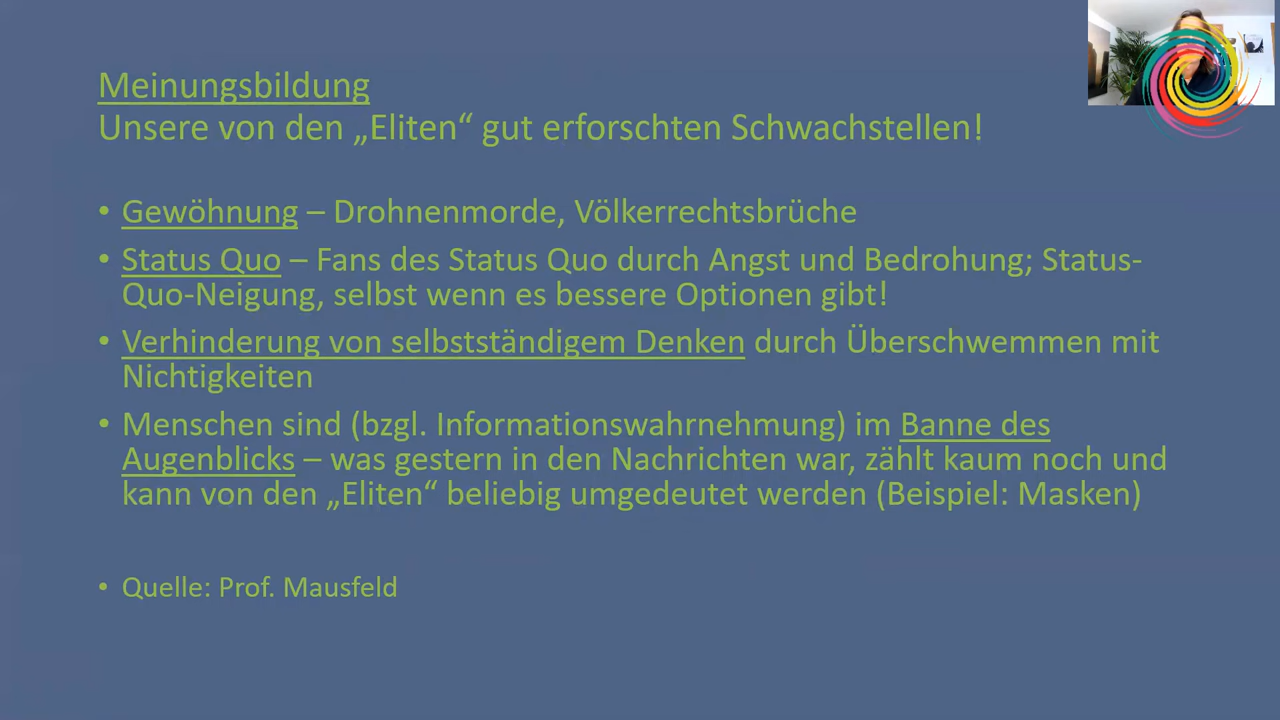 Meinungsbildung
Unsere von den „Eliten“ gut erforschten Schwachstellen!
• Gewöhnung – Drohnenmorde, Völkerrechtsbrüche
• Status Quo – Fans des Status Quo durch Angst und Bedrohung; Status-
Quo-Neigung, selbst wenn es bessere Optionen gibt!
• Verhinderung von selbstständigem Denken durch Überschwemmen mit
Nichtigkeiten
• Menschen sind (bzgl. Informationswahrnehmung) im Banne des
Augenblicks – was gestern in den Nachrichten war, zählt kaum noch und
kann von den „Eliten“ beliebig umgedeutet werden (Beispiel: Masken)
• Quelle: Prof. Mausfeld